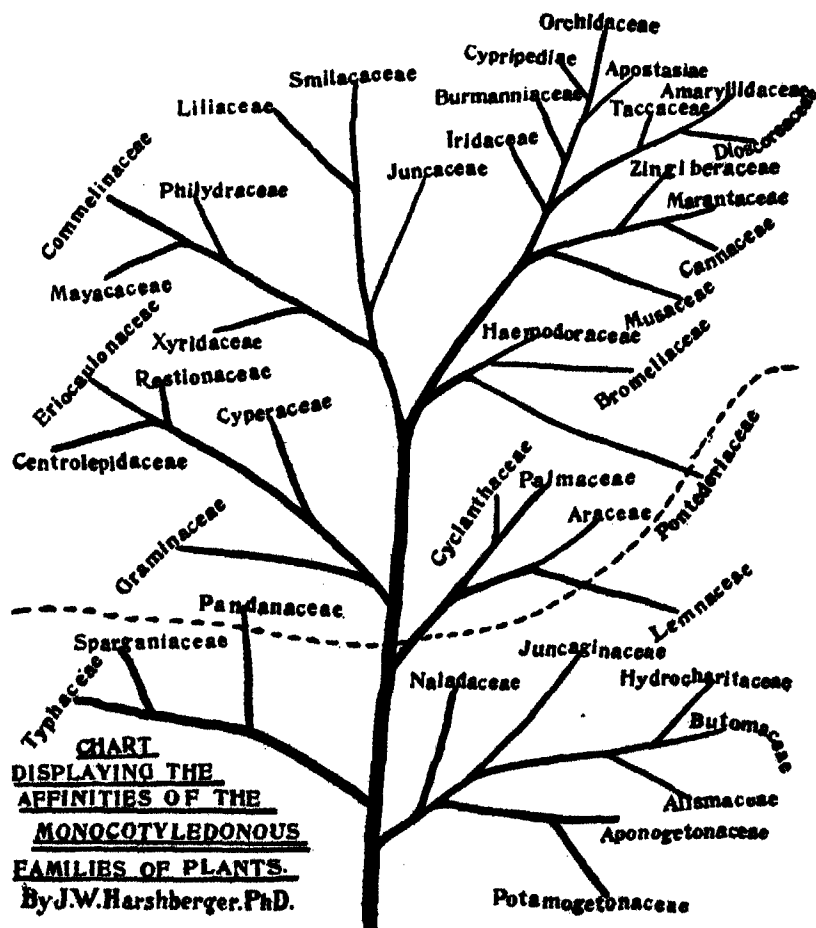 Orchidaceae
Cypripediae
Apostasiae
Smilacaceae
Amaryllidaceae
Burmanniaceae
Taccaceae
Liliaceae
Dioscoreaceae
Iridaceae
Juncaceae
Zingiberaceae
Commelinaceae
Philydraceae
Marantaceae
Cannaceae
Mayacaceae
Musaceae
Xyridaceae
Haemodoraceae
Eriocaulonaceae
Restionaceae
Bromeliaceae
Cyperaceae
Centrolepidaceae
Pontederiaceae
Cyclanthaceae
Palmaceae
Araceae
Graminaceae
Lemnaceae
Pandanaceae
Sparganiaceae
Juncaginaceae
Naiadaceae
Hydrocharitaceae
Typhaceae
Butomaceae
Alismaceae
Aponogetonaceae
Potamogetonaceae
CHART
DISPLAYING THE
AFFINITIES OF THE
MONOCOTYLEDONOUS
FAMILIES OF PLANTS.
By J.W.Harshberger.PhD.